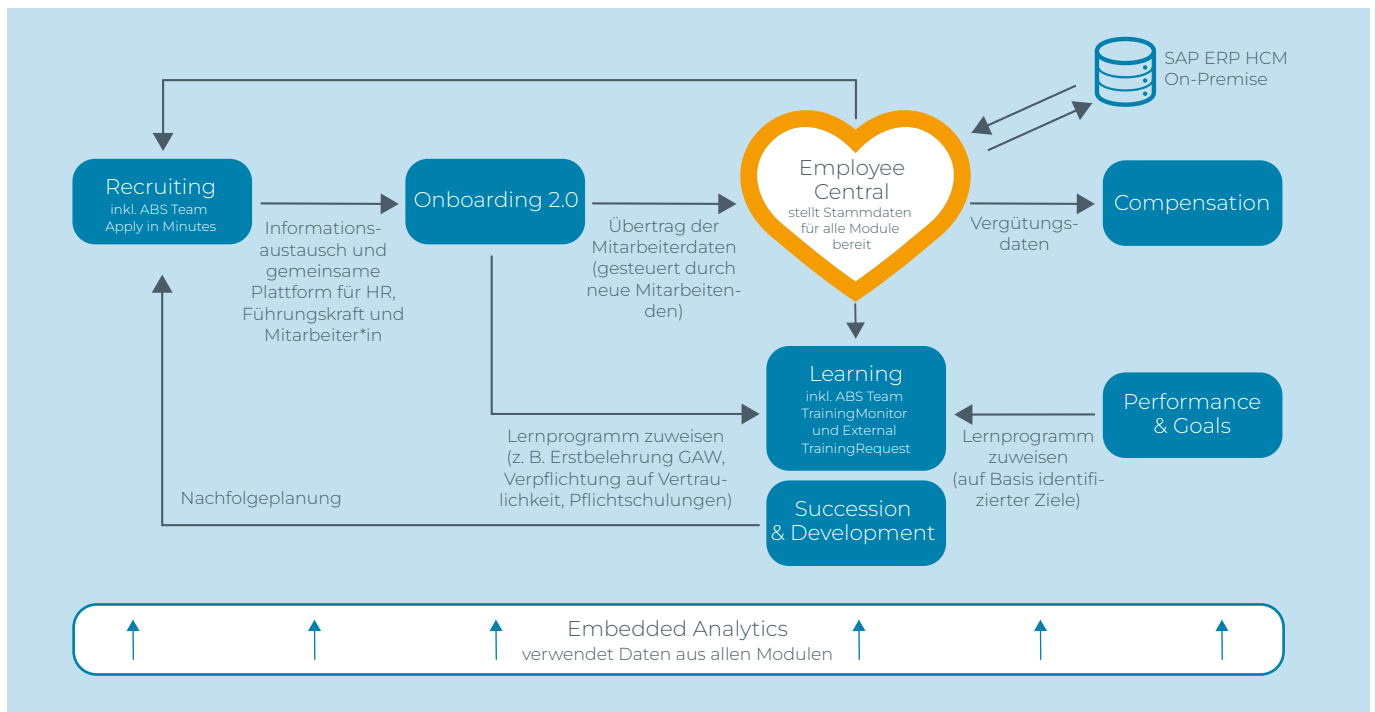 SAP ERP HCM
On-Premise
Recruiting
inkl. ABS Team
Apply in Minutes
Informations-
austausch und
gemeinsame
Plattform für HR,
Führungskraft und
Mitarbeiter*in
Onboarding 2.0
Übertrag der
Mitarbeiterdaten
(gesteuert durch
neue Mitarbeiten-
den)
Employee
Central
stellt Stammdaten
für alle Module
bereit
Vergütungs-
daten
Compensation
Learning
inkl. ABS Team
TrainingMonitor
und External
TrainingRequest
Performance
& Goals
Lernprogramm zuweisen
(z. B. Erstbelehrung GAW,
Verpflichtung auf Vertrau-
lichkeit, Pflichtschulungen)
Lernprogramm
zuweisen
(auf Basis identifi-
zierter Ziele)
Nachfolgeplanung
Succession
& Development
Embedded Analytics
verwendet Daten aus allen Modulen